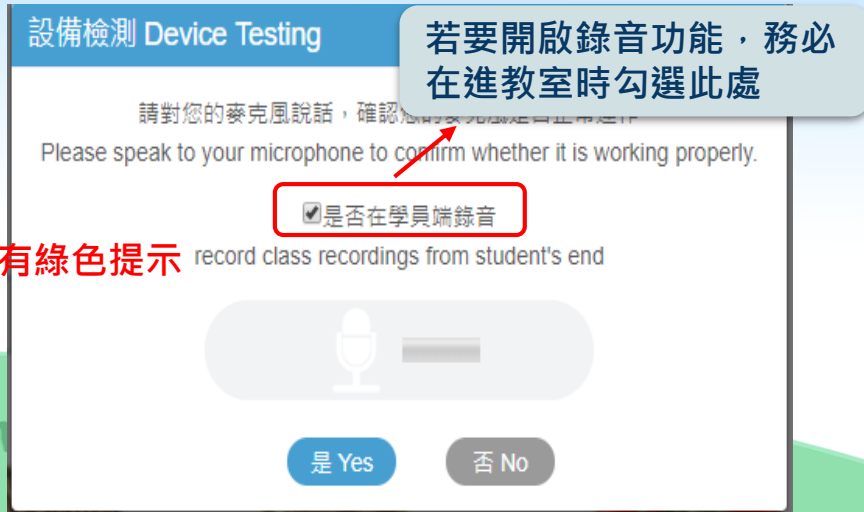 設備檢測 Device Testing
若要開啟錄音功能，務必
在進教室時勾選此處
請對您的麥克風說話，確認
Please speak to your microphone to confirm whether it is working properly.
是否在學員端錄音
有綠色提示
record class recordings from student's end
是 Yes
否 No